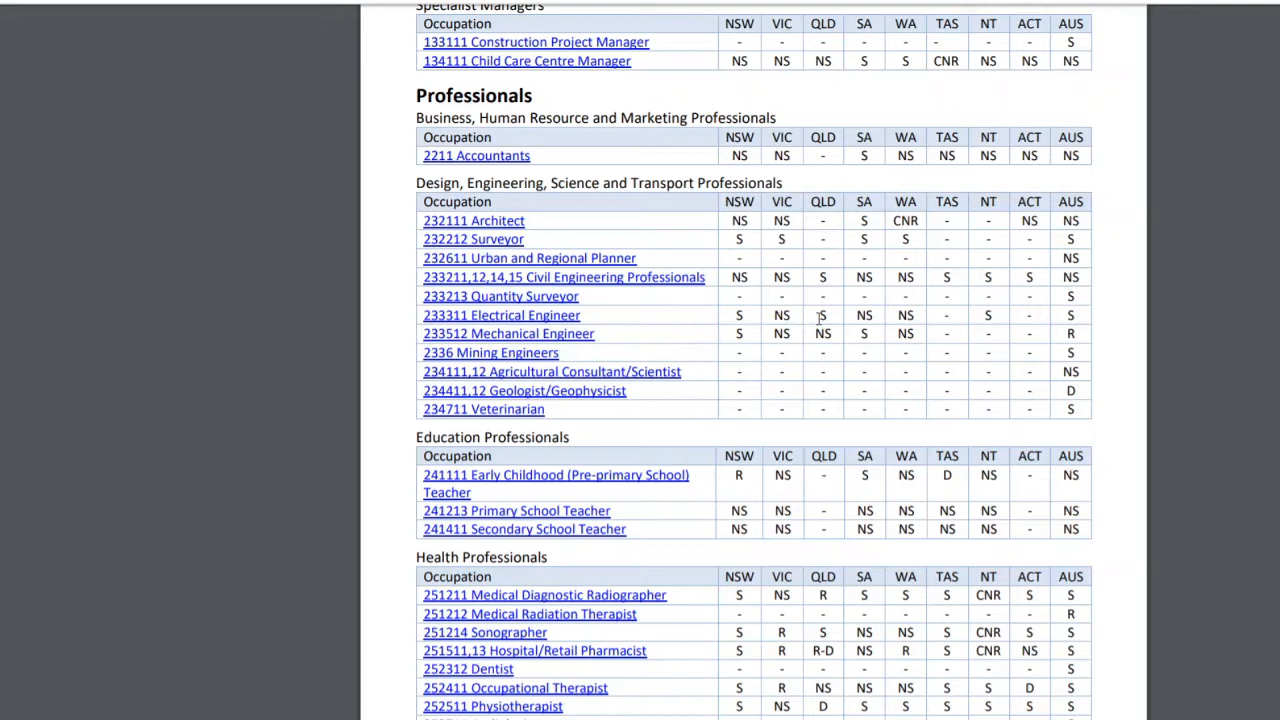 Specialist Managers
Occupation NSW VIC QLD SA WA TAS NT ACT AUS
133111 Construction Project Manager - - - - - - - - S
134111 Child Care Centre Manager NS NS NS S S CNR NS NS NS
Professionals
Business, Human Resource and Marketing Professionals
Occupation NSW VIC QLD SA WA TAS NT ACT AUS
2211 Accountants NS NS - S NS NS NS NS NS
Design, Engineering, Science and Transport Professionals
Occupation NSW VIC QLD SA WA TAS NT ACT AUS
232111 Architect NS NS - S CNR - - NS NS
232212 Surveyor S S - S S - - - S
232611 Urban and Regional Planner - - - - - - - - NS
233211,12,14,15 Civil Engineering Professionals NS NS S NS NS S S S NS
233213 Quantity Surveyor - - - - - - - - S
233311 Electrical Engineer S NS S NS NS - S - S
233512 Mechanical Engineer S NS NS S NS - - - R
2336 Mining Engineers - - - - - - - - S
234111,12 Agricultural Consultant/Scientist - - - - - - - - NS
234411,12 Geologist/Geophysicist - - - - - - - - D
234711 Veterinarian - - - - - - - - S
Education Professionals
Occupation NSW VIC QLD SA WA TAS NT ACT AUS
241111 Early Childhood (Pre-primary School) R NS - S NS D NS - NS
Teacher
241213 Primary School Teacher NS NS - NS NS NS NS - NS
241411 Secondary School Teacher NS NS - NS NS NS NS - NS
Health Professionals
Occupation NSW VIC QLD SA WA TAS NT ACT AUS
251211 Medical Diagnostic Radiographer S NS R S S S CNR S S
251212 Medical Radiation Therapist - - - - - - - - R
251214 Sonographer S R S NS NS S CNR S S
251511,13 Hospital/Retail Pharmacist S R R-D NS R S CNR NS S
252312 Dentist - - - - - - - - S
252411 Occupational Therapist S R NS NS NS S S D S
252511 Physiotherapist S NS D S S S S S S